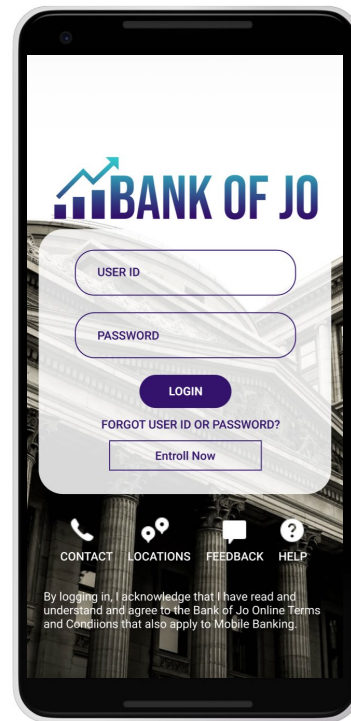 BANK OF JO
USER ID
PASSWORD
LOGIN
FORGOT USER ID OR PASSWORD?
Entroll Now
CONTACT LOCATIONS FEEDBACK HELP
By logging in, I acknowledge that I have read and
understand and agree to the Bank of Jo Online Terms
and Condiions that also apply to Mobile Banking.